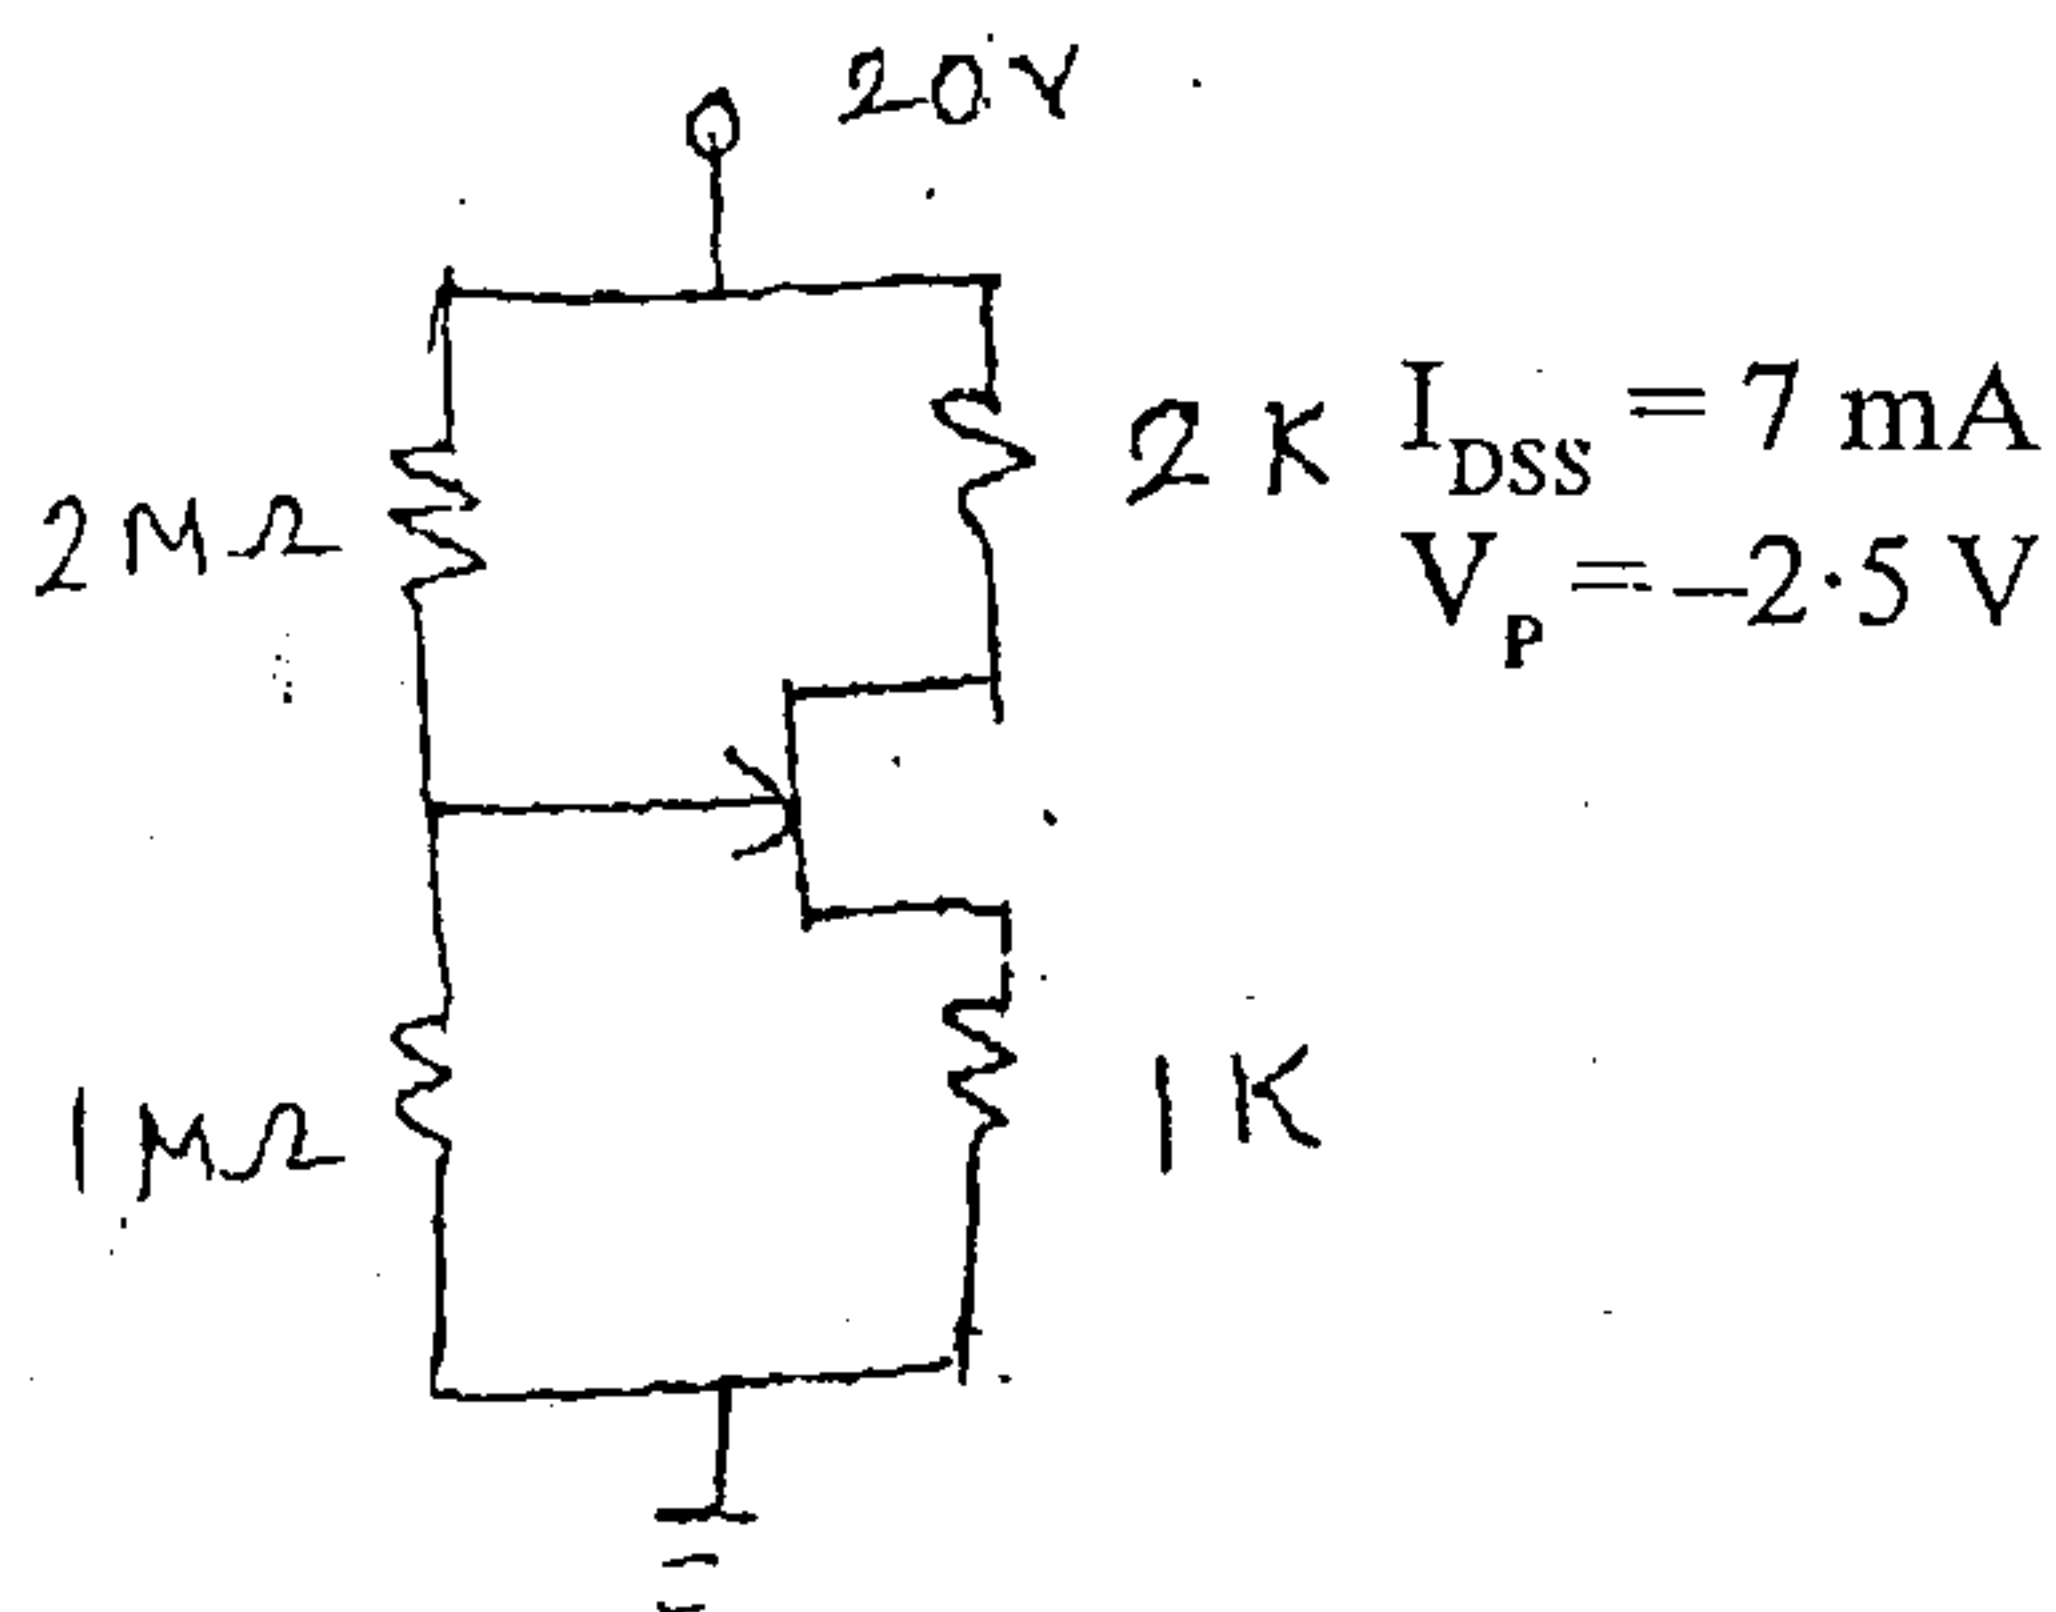 20V
2 K I_DSS = 7 mA
2MΩ
V_P = −2·5 V
1MΩ
1K